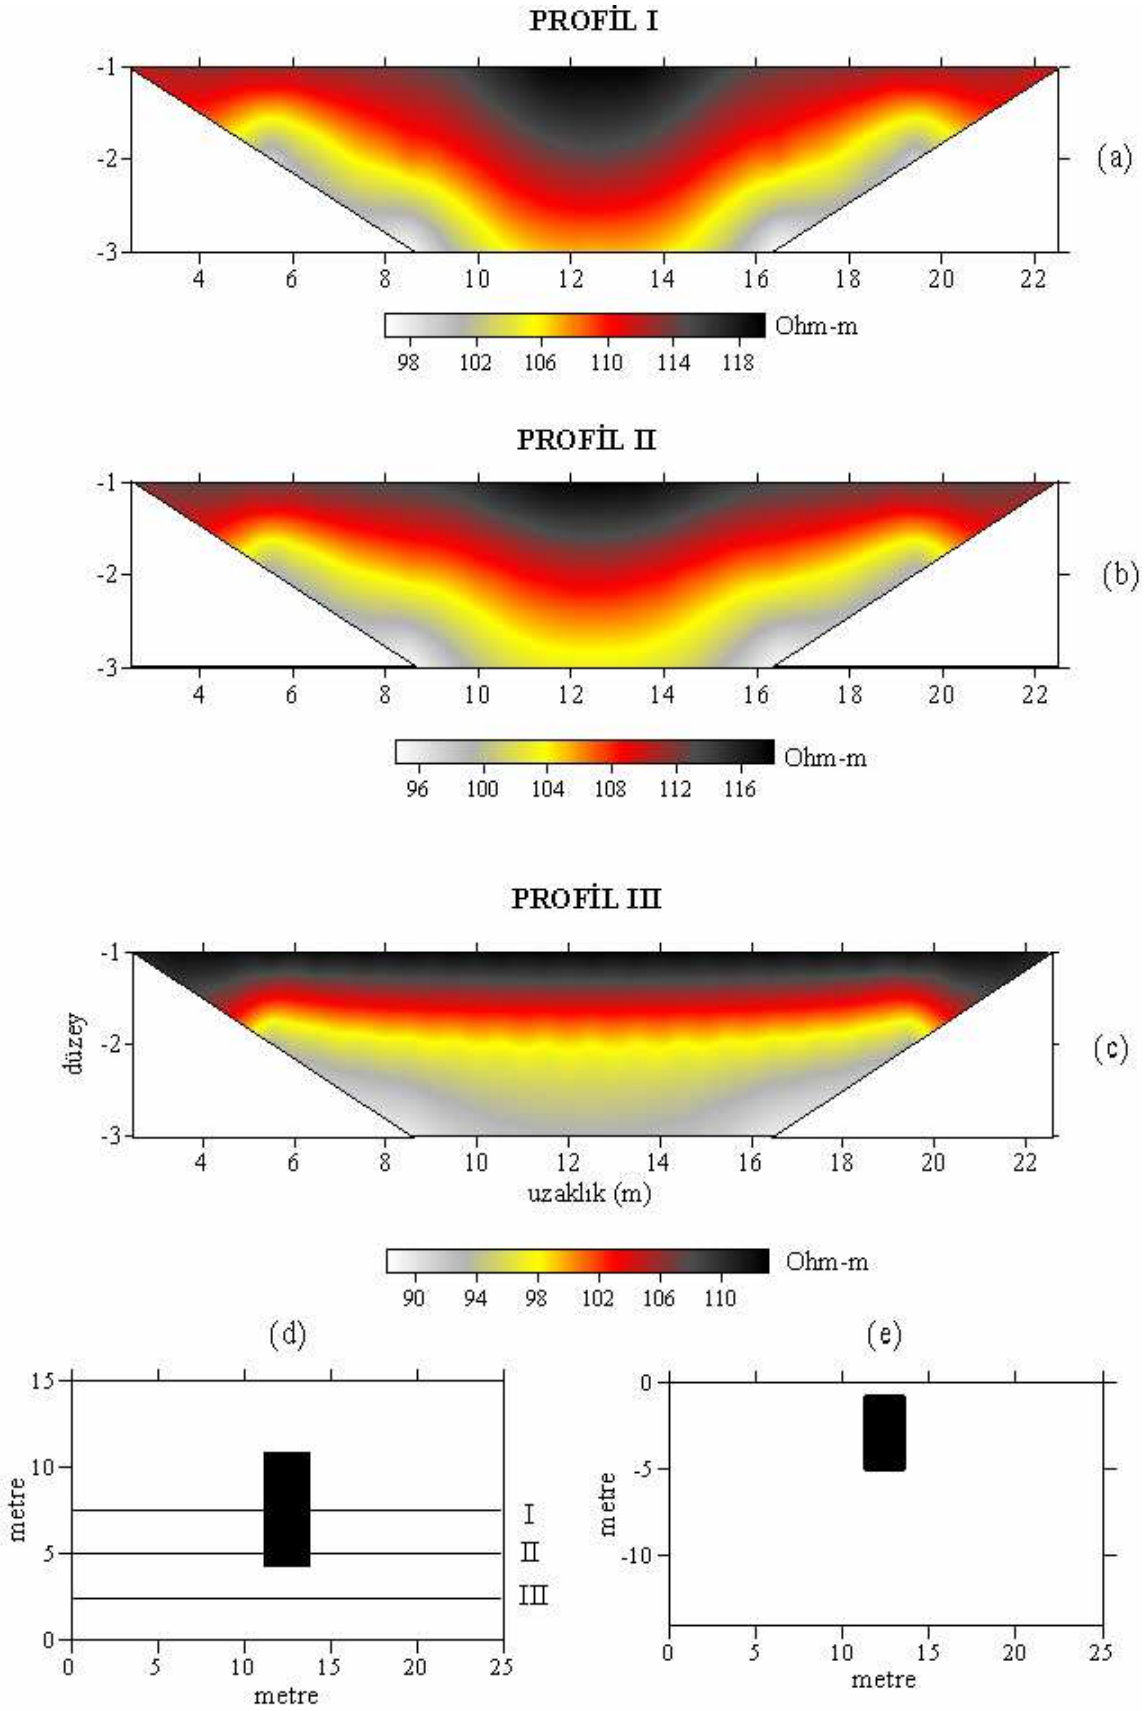 PROFİL I
-1
-2
-3
(a)
4 6 8 10 12 14 16 18 20 22
Ohm-m
98 102 106 110 114 118
PROFİL II
-1
-2
-3
(b)
4 6 8 10 12 14 16 18 20 22
Ohm-m
96 100 104 108 112 116
PROFİL III
-1
-2
-3
düzey
(c)
4 6 8 10 12 14 16 18 20 22
uzaklık (m)
Ohm-m
90 94 98 102 106 110
(d)
15
10
5
0
metre
I
II
III
0 5 10 15 20 25
metre
(e)
0
-5
-10
metre
0 5 10 15 20 25
metre